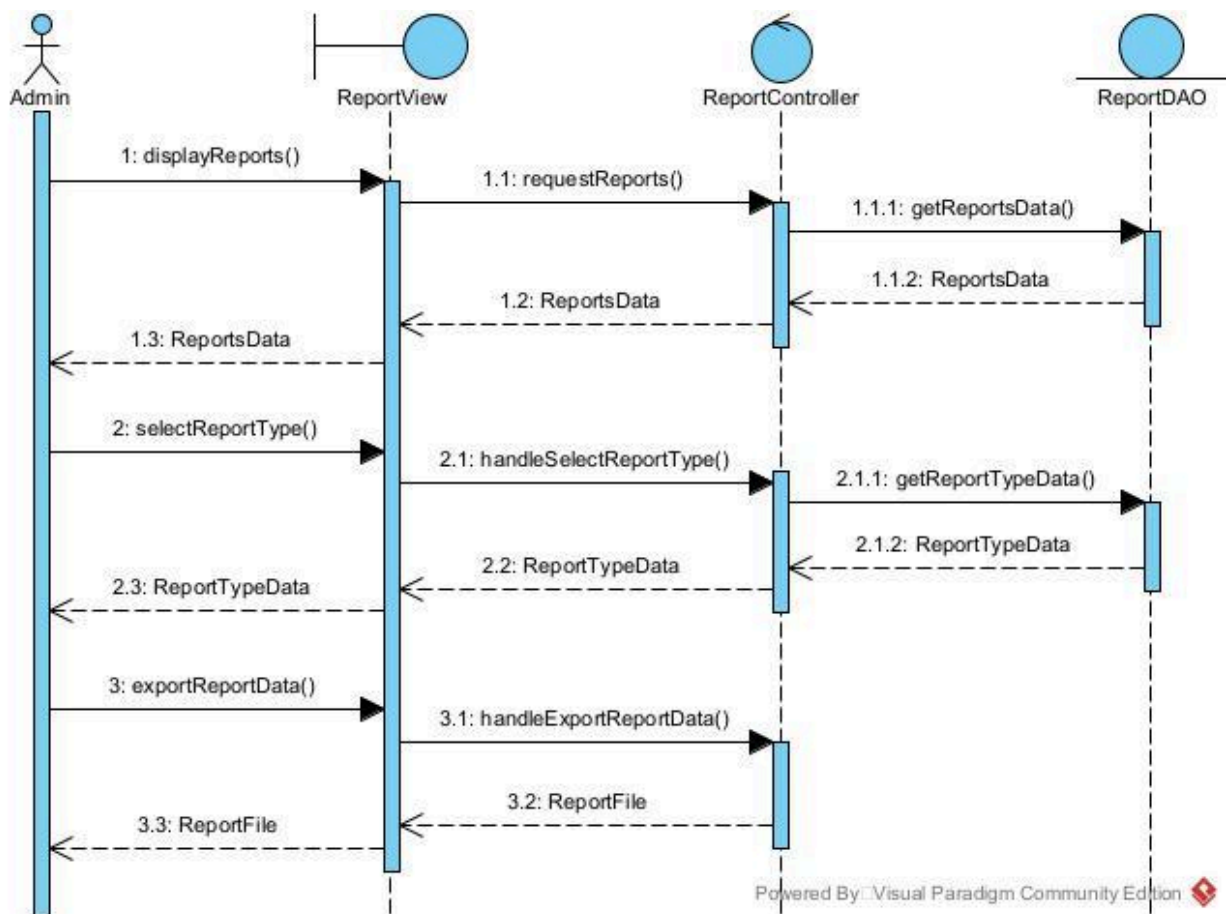 Admin
ReportView
ReportController
ReportDAO
1: displayReports()
1.1: requestReports()
1.1.1: getReportsData()
1.1.2: ReportsData
1.2: ReportsData
1.3: ReportsData
2: selectReportType()
2.1: handleSelectReportType()
2.1.1: getReportTypeData()
2.1.2: ReportTypeData
2.2: ReportTypeData
2.3: ReportTypeData
3: exportReportData()
3.1: handleExportReportData()
3.2: ReportFile
3.3: ReportFile
Powered By Visual Paradigm Community Edition